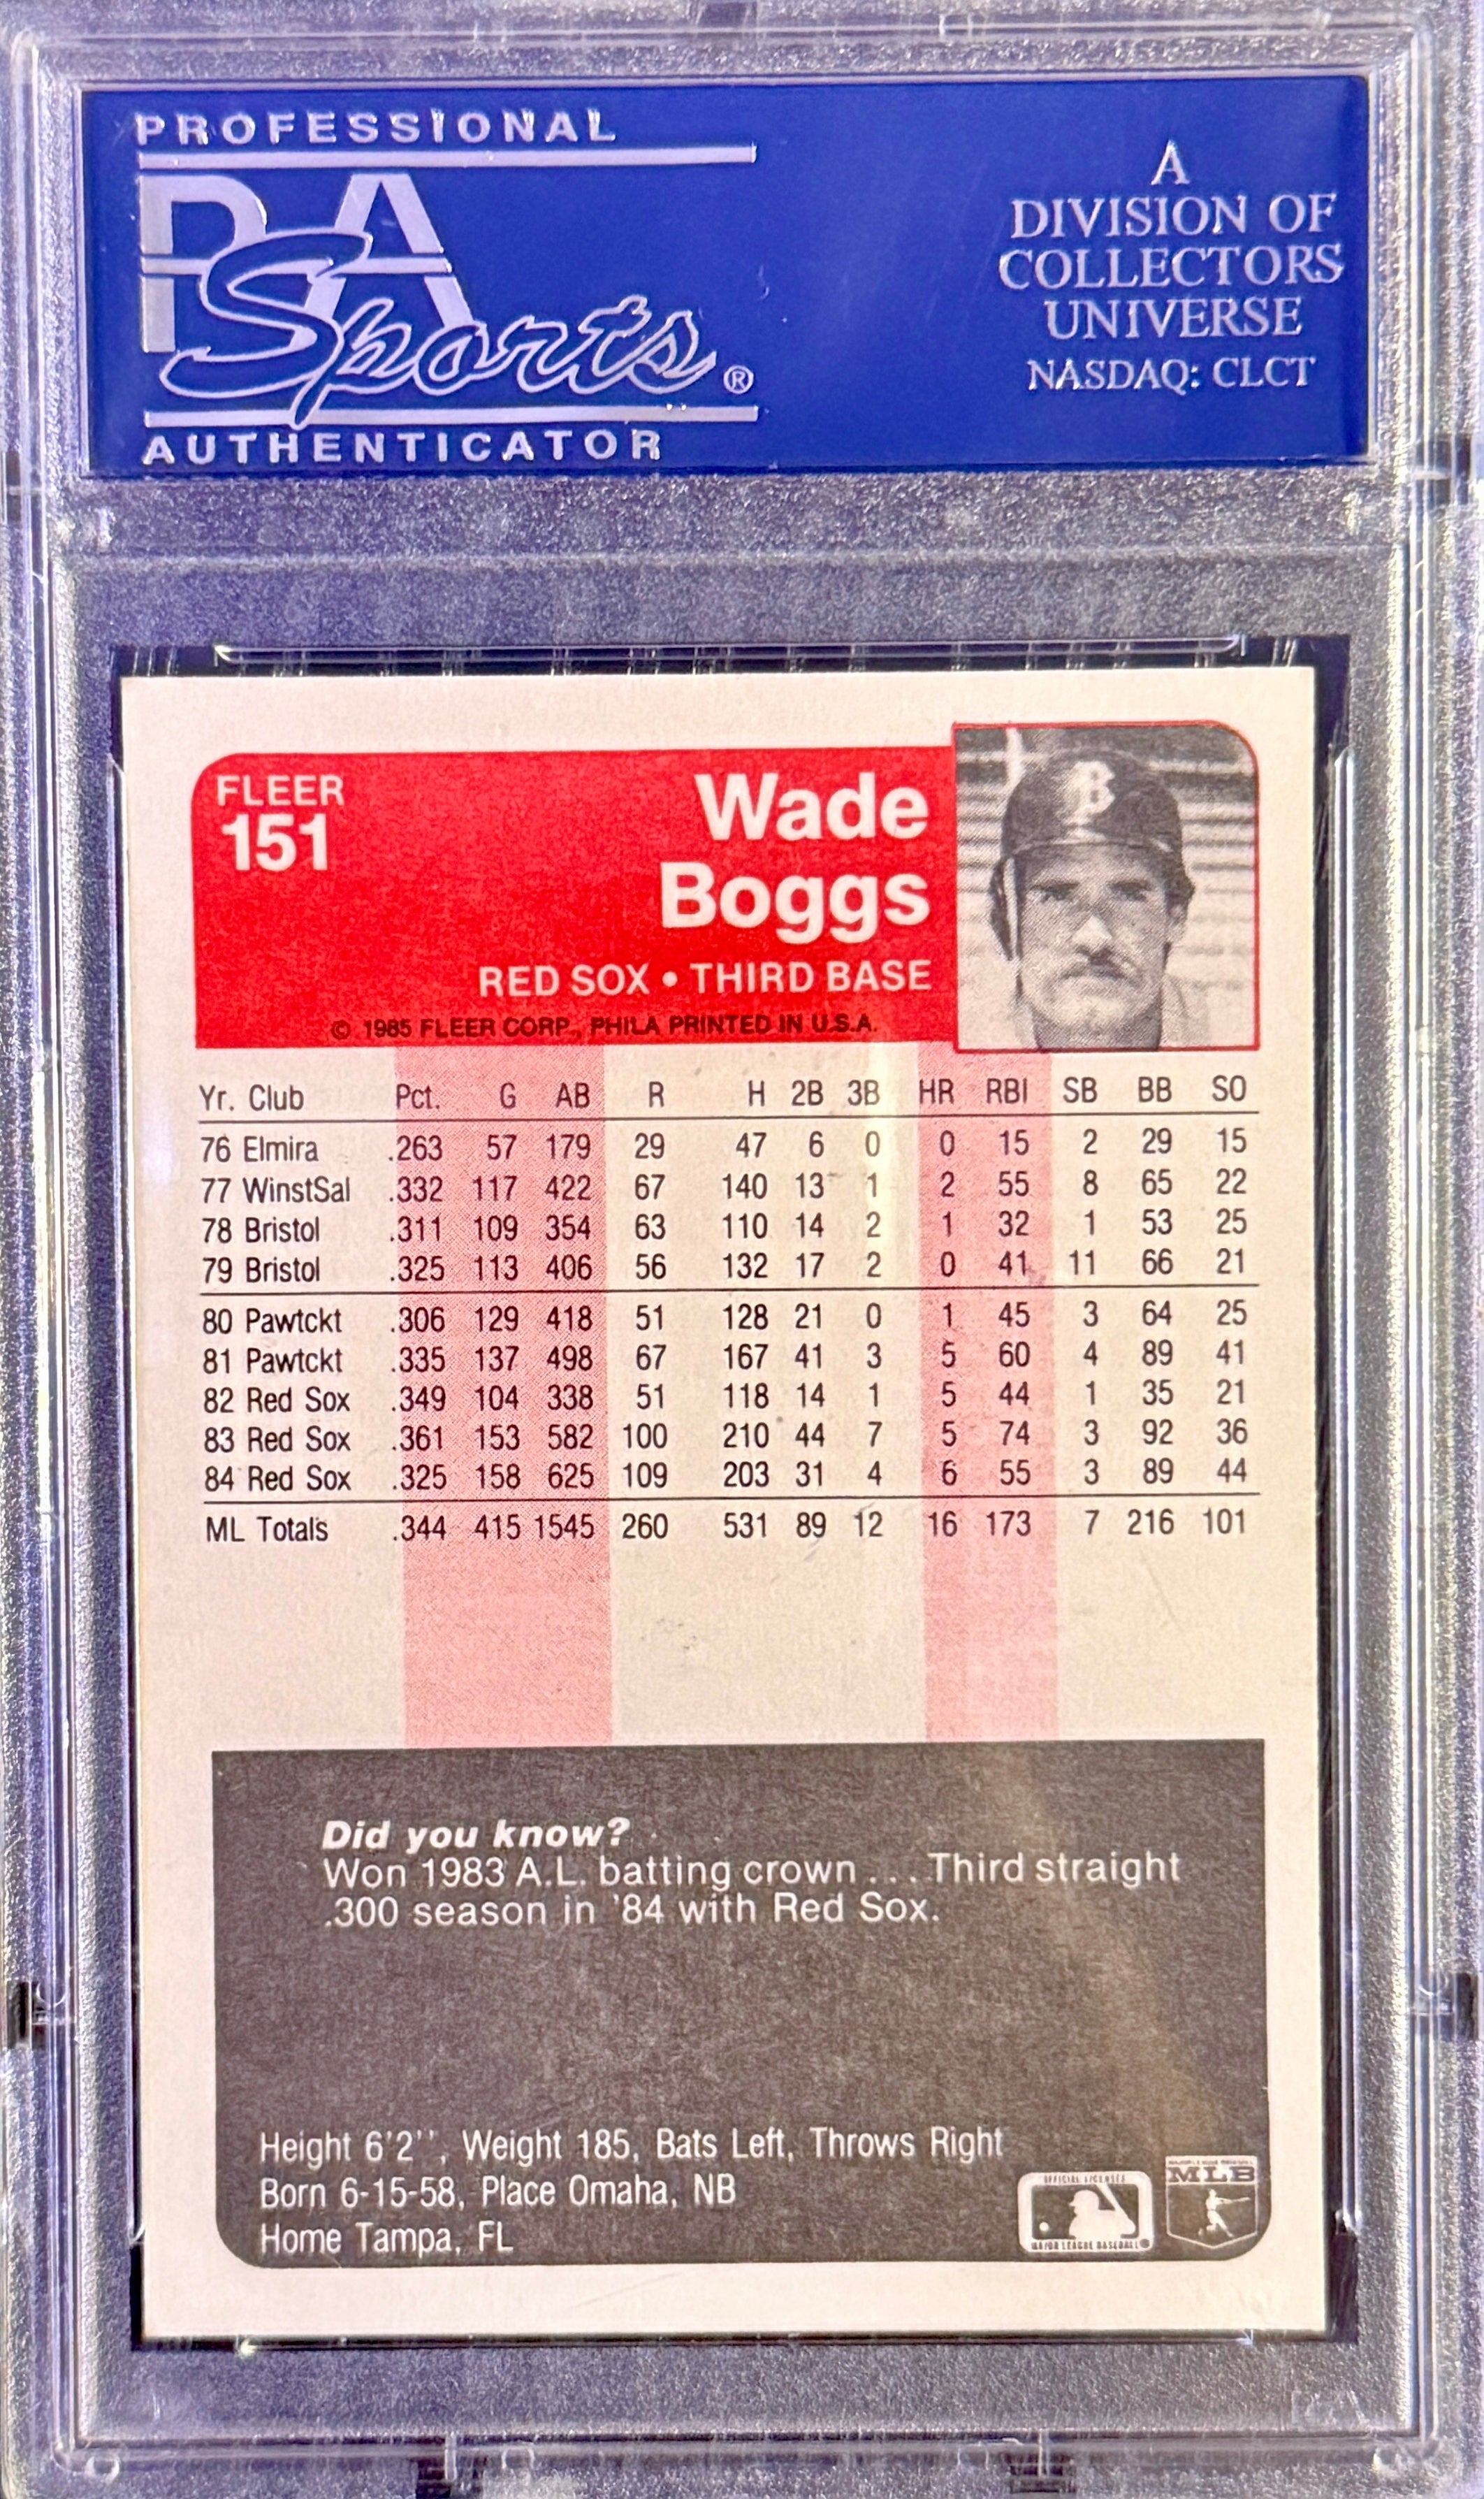 PROFESSIONAL
PSA
Sports®
AUTHENTICATOR
A
DIVISION OF
COLLECTORS
UNIVERSE
NASDAQ: CLCT
FLEER
151
Wade
Boggs
RED SOX • THIRD BASE
© 1985 FLEER CORP., PHILA PRINTED IN U.S.A.
B
Yr. Club Pct. G AB R H 2B 3B HR RBI SB BB SO
76 Elmira .263 57 179 29 47 6 0 0 15 2 29 15
77 WinstSal .332 117 422 67 140 13 1 2 55 8 65 22
78 Bristol .311 109 354 63 110 14 2 1 32 1 53 25
79 Bristol .325 113 406 56 132 17 2 0 41 11 66 21
80 Pawtckt .306 129 418 51 128 21 0 1 45 3 64 25
81 Pawtckt .335 137 498 67 167 41 3 5 60 4 89 41
82 Red Sox .349 104 338 51 118 14 1 5 44 1 35 21
83 Red Sox .361 153 582 100 210 44 7 5 74 3 92 36
84 Red Sox .325 158 625 109 203 31 4 6 55 3 89 44
ML Totals .344 415 1545 260 531 89 12 16 173 7 216 101
Did you know?
Won 1983 A.L. batting crown . . . Third straight
.300 season in '84 with Red Sox.
Height 6'2'', Weight 185, Bats Left, Throws Right
Born 6-15-58, Place Omaha, NB
Home Tampa, FL
OFFICIAL LICENSEE
MAJOR LEAGUE BASEBALL
MLB